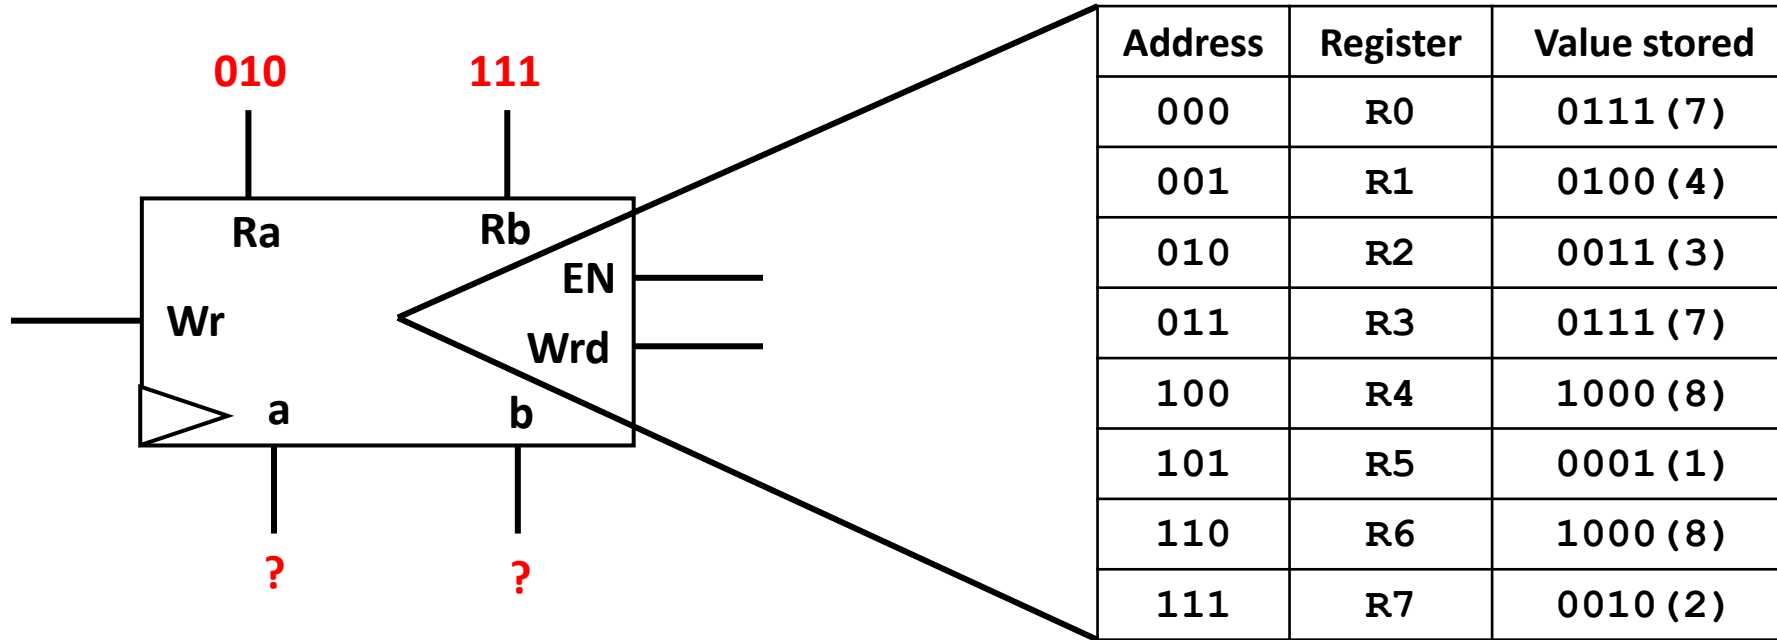 010 111
Ra Rb
EN
Wr
Wrd
a b
? ?
Address Register Value stored
000 R0 0111(7)
001 R1 0100(4)
010 R2 0011(3)
011 R3 0111(7)
100 R4 1000(8)
101 R5 0001(1)
110 R6 1000(8)
111 R7 0010(2)